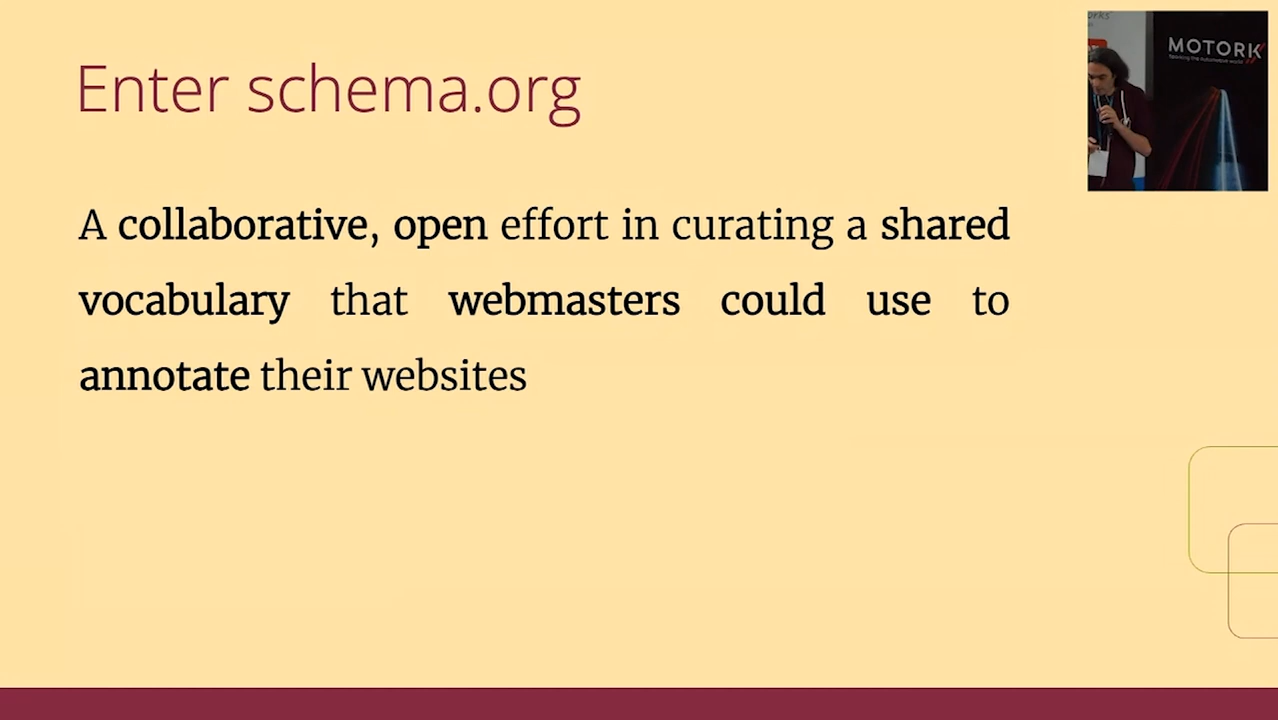 Enter schema.org
A collaborative, open effort in curating a shared
vocabulary that webmasters could use to
annotate their websites
MOTORK